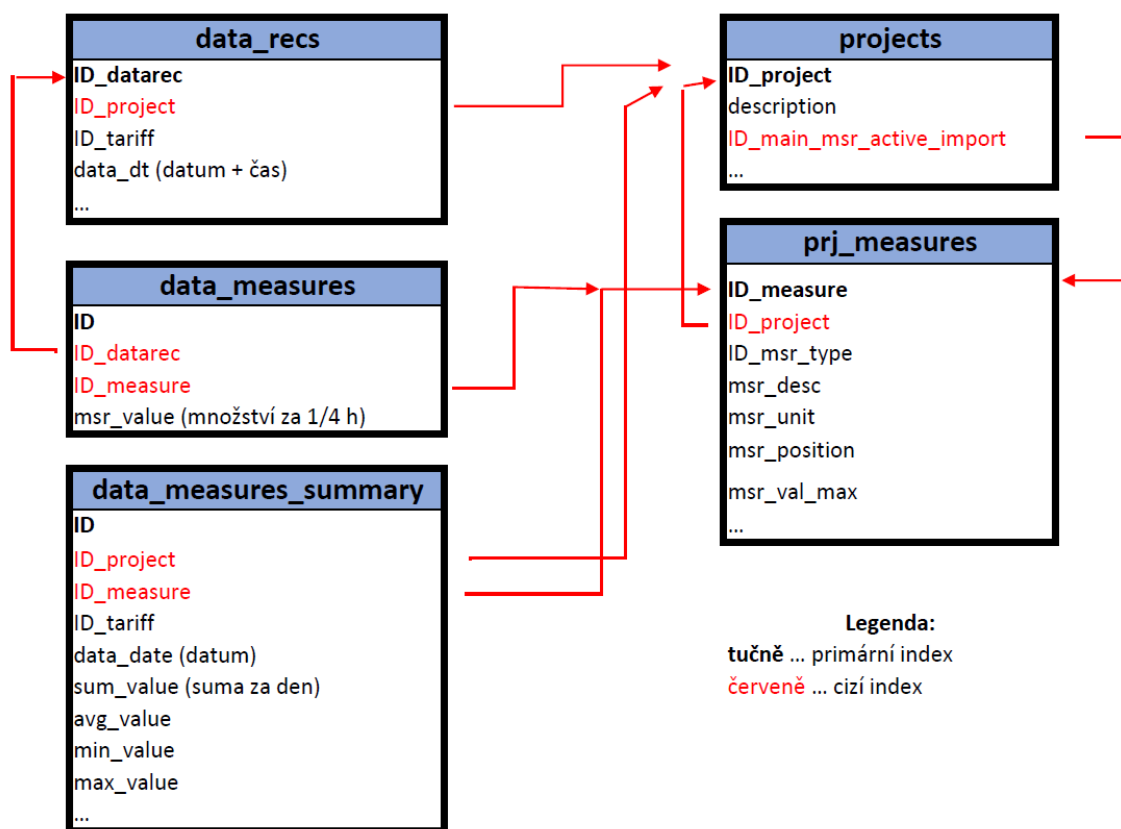 data_recs
ID_datarec
ID_project
ID_tariff
data_dt (datum + čas)
...
data_measures
ID
ID_datarec
ID_measure
msr_value (množství za 1/4 h)
data_measures_summary
ID
ID_project
ID_measure
ID_tariff
data_date (datum)
sum_value (suma za den)
avg_value
min_value
max_value
...
projects
ID_project
description
ID_main_msr_active_import
...
prj_measures
ID_measure
ID_project
ID_msr_type
msr_desc
msr_unit
msr_position
msr_val_max
...
Legenda:
tučně ... primární index
červeně ... cizí index